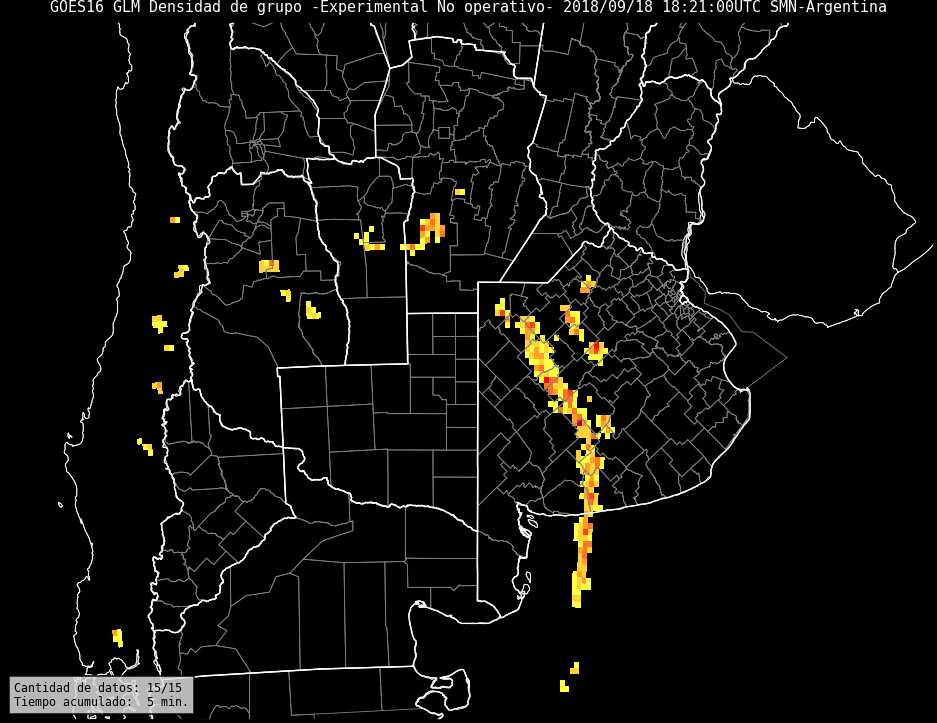 GOES16 GLM Densidad de grupo -Experimental No operativo- 2018/09/18 18:21:00UTC SMN-Argentina
Cantidad de datos: 15/15
Tiempo acumulado:  5 min.